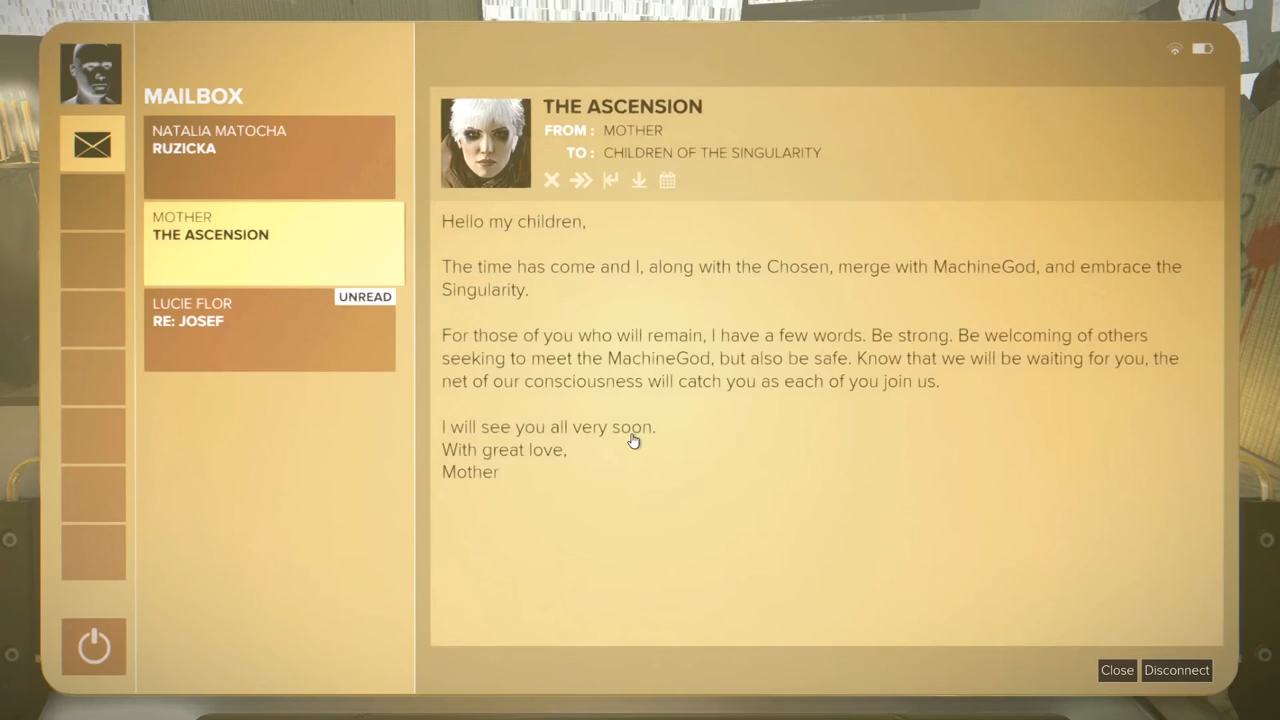 MAILBOX
NATALIA MATOCHA
RUZICKA
MOTHER
THE ASCENSION
LUCIE FLOR
UNREAD
RE: JOSEF
THE ASCENSION
FROM : MOTHER
TO : CHILDREN OF THE SINGULARITY
Hello my children,
The time has come and I, along with the Chosen, merge with MachineGod, and embrace the
Singularity.
For those of you who will remain, I have a few words. Be strong. Be welcoming of others
seeking to meet the MachineGod, but also be safe. Know that we will be waiting for you, the
net of our consciousness will catch you as each of you join us.
I will see you all very soon.
With great love,
Mother
Close Disconnect